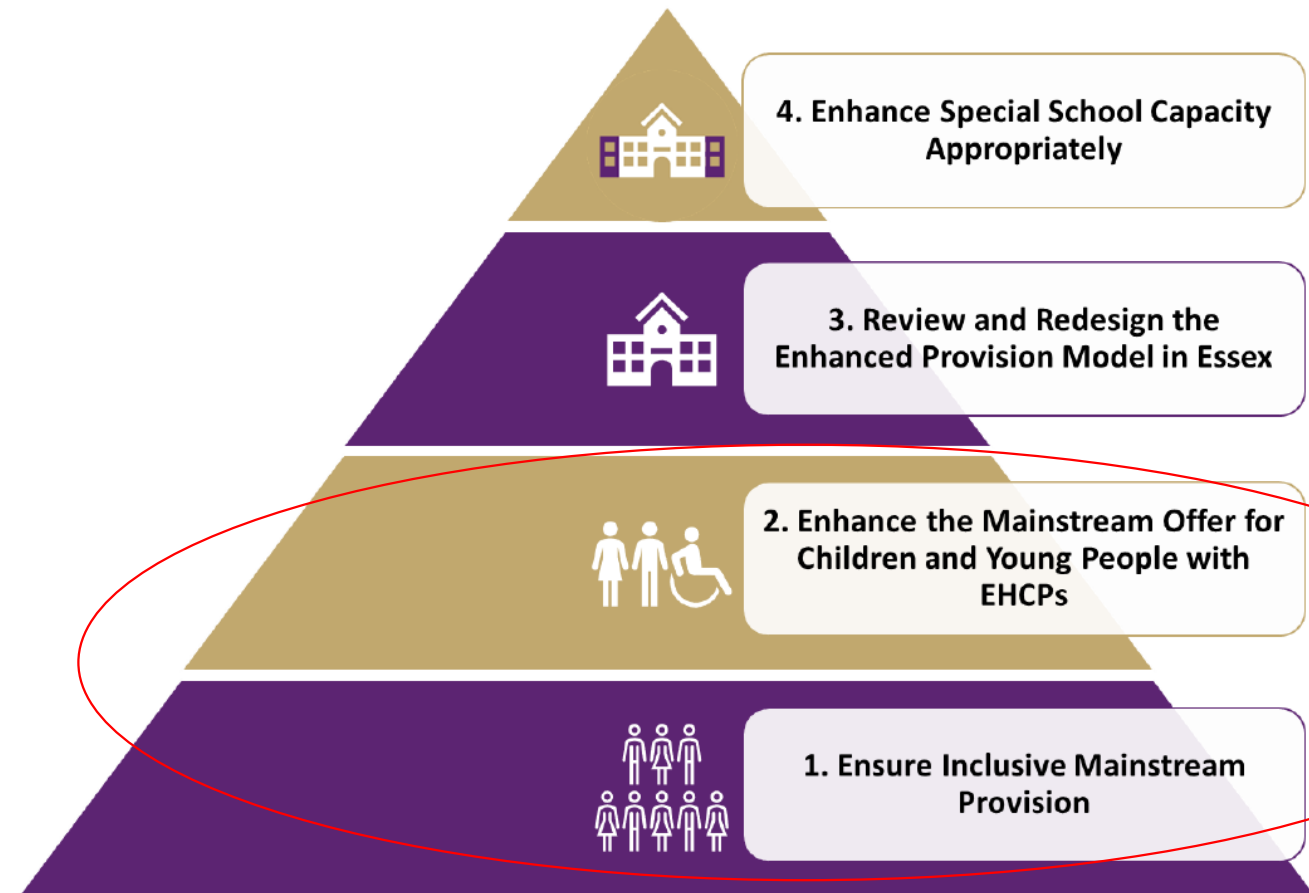 4. Enhance Special School Capacity
Appropriately
3. Review and Redesign the
Enhanced Provision Model in Essex
2. Enhance the Mainstream Offer for
Children and Young People with
EHCPs
1. Ensure Inclusive Mainstream
Provision